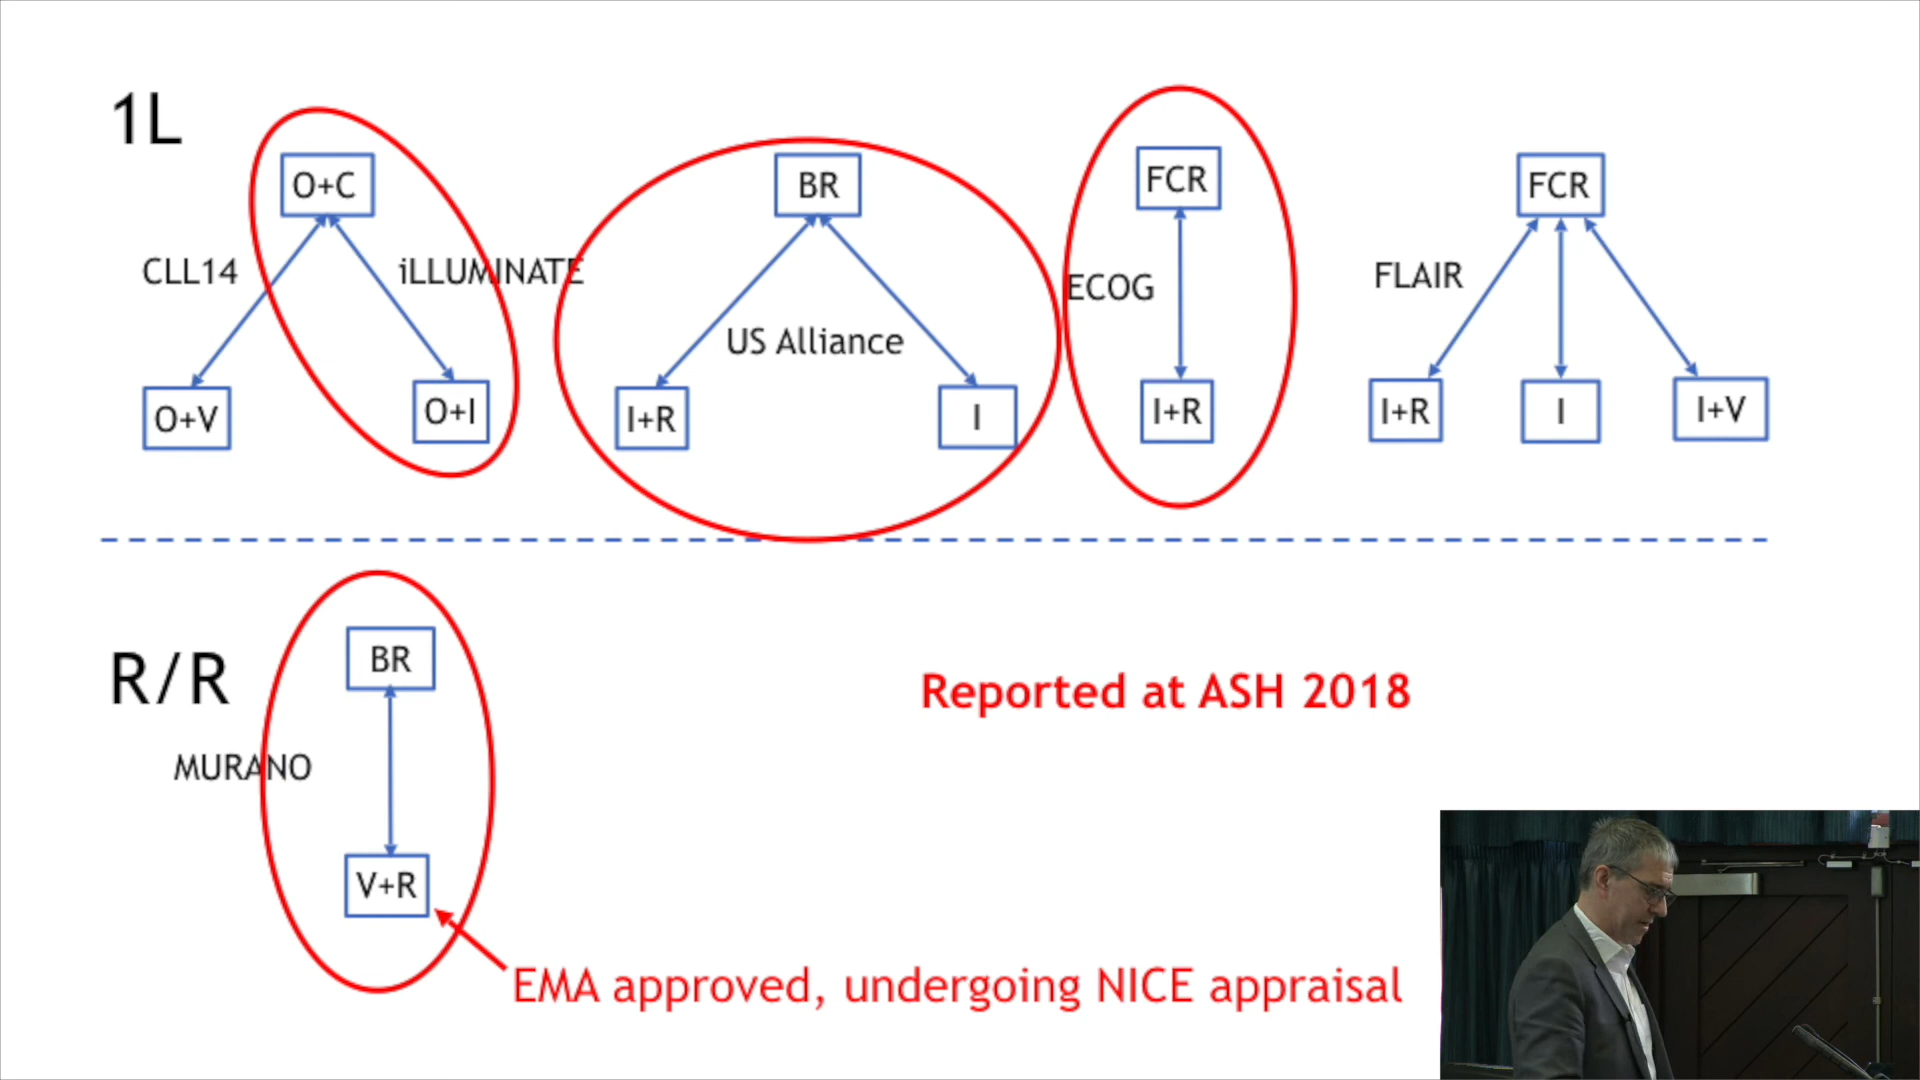 1L
O+C
BR
FCR
FCR
CLL14
iLLUMINATE
ECOG
FLAIR
US Alliance
O+V
O+I
I+R
I
I+R
I+R
I
I+V
R/R
BR
Reported at ASH 2018
MURANO
V+R
EMA approved, undergoing NICE appraisal